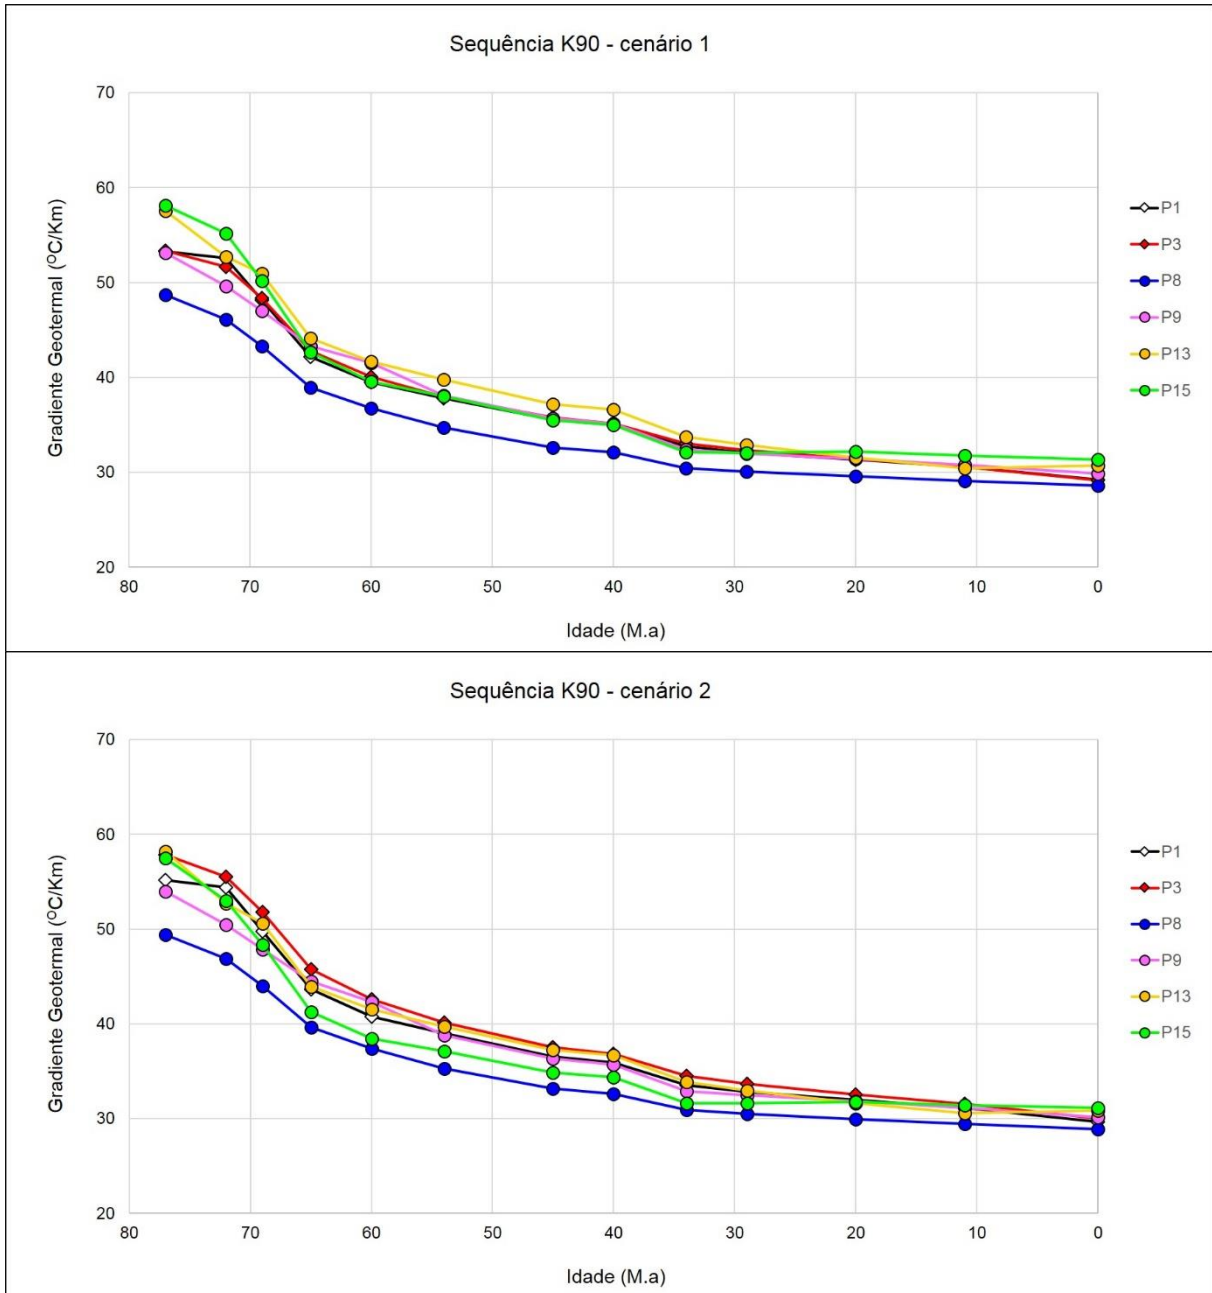 Sequência K90 - cenário 1
Gradiente Geotermal (ºC/Km)
70
60
50
40
30
20
80 70 60 50 40 30 20 10 0
Idade (M.a)
P1
P3
P8
P9
P13
P15
Sequência K90 - cenário 2
Gradiente Geotermal (ºC/Km)
70
60
50
40
30
20
80 70 60 50 40 30 20 10 0
Idade (M.a)
P1
P3
P8
P9
P13
P15